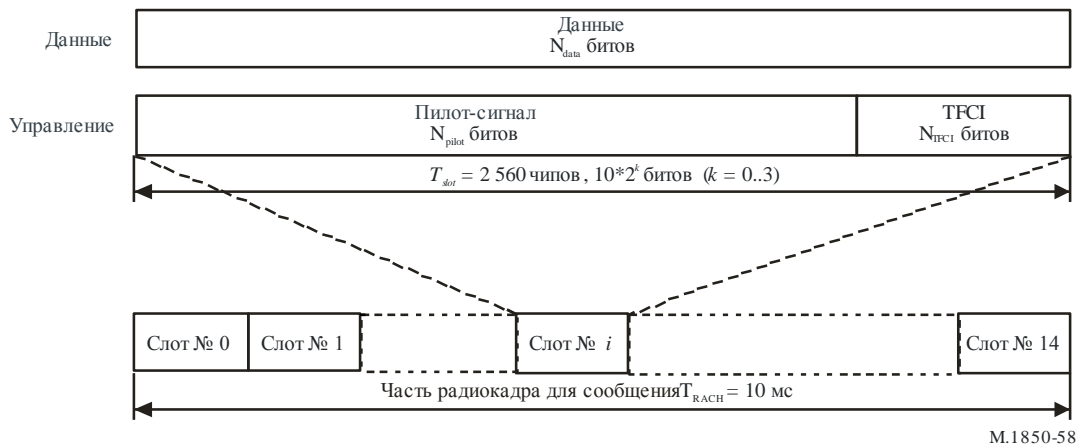 Данные
Данные
N_data битов
Управление
Пилот-сигнал
N_pilot битов
TFCI
N_TFCI битов
T_slot = 2 560 чипов, 10*2^k битов (k = 0..3)
Слот № 0
Слот № 1
Слот № i
Слот № 14
Часть радиокадра для сообщенияT_RACH = 10 мс
M.1850-58